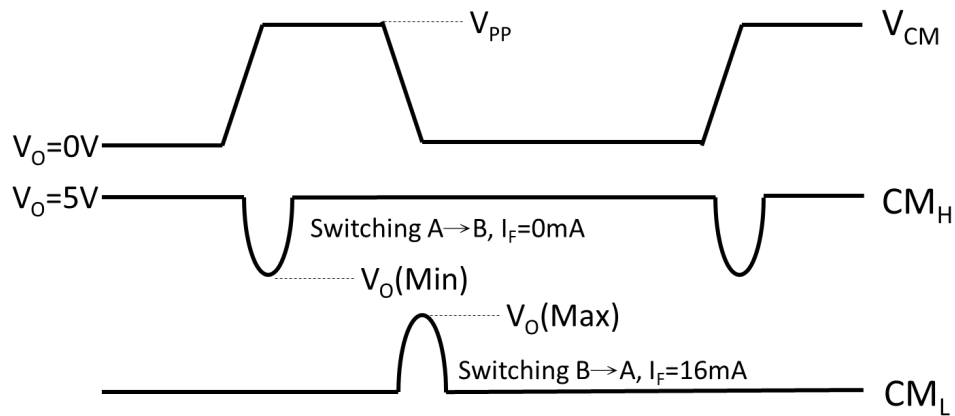 V_PP
V_CM
V_O=0V
V_O=5V
CM_H
Switching A→B, I_F=0mA
V_O(Min)
V_O(Max)
Switching B→A, I_F=16mA
CM_L